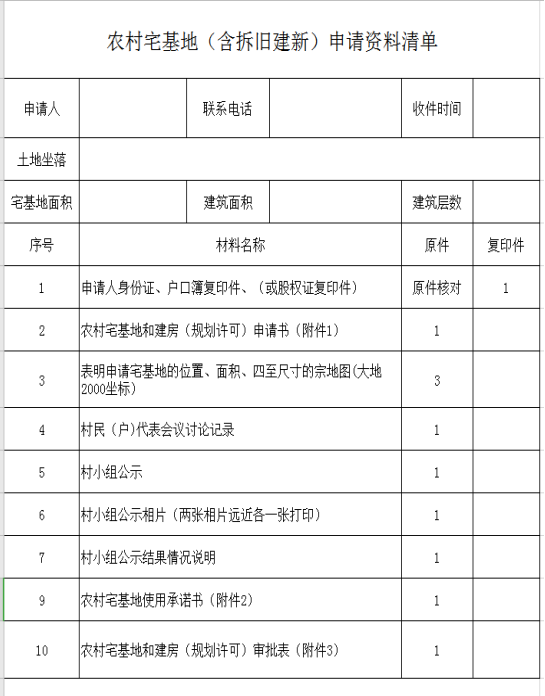 农村宅基地（含拆旧建新）申请资料清单
申请人 联系电话 收件时间
土地坐落
宅基地面积 建筑面积 建筑层数
序号 材料名称 原件 复印件
1 申请人身份证、户口簿复印件、（或股权证复印件） 原件核对 1
2 农村宅基地和建房（规划许可）申请书（附件1） 1
3 表明申请宅基地的位置、面积、四至尺寸的宗地图(大地
2000坐标） 3
4 村民（户)代表会议讨论记录 1
5 村小组公示 1
6 村小组公示相片（两张相片远近各一张打印） 1
7 村小组公示结果情况说明 1
9 农村宅基地使用承诺书（附件2） 1
10 农村宅基地和建房（规划许可）审批表（附件3） 1